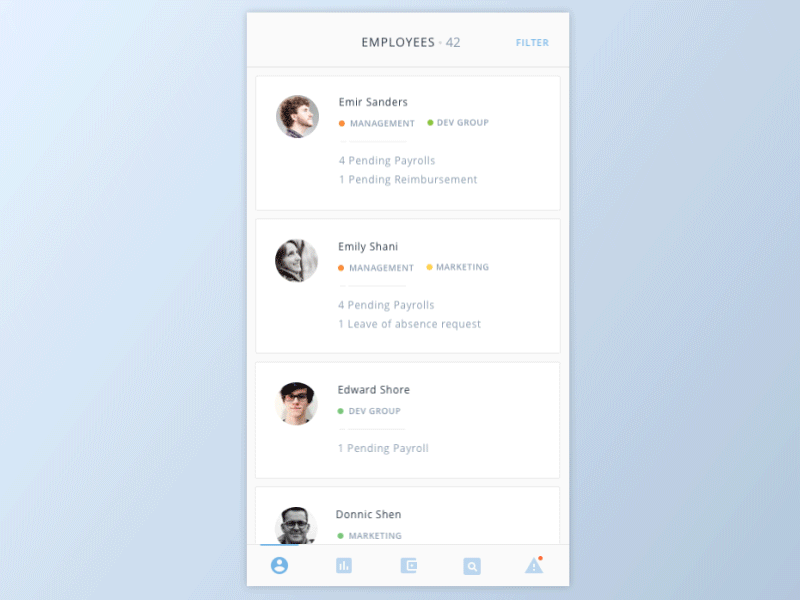 EMPLOYEES - 42 FILTER
Emir Sanders
MANAGEMENT DEV GROUP
4 Pending Payrolls
1 Pending Reimbursement
Emily Shani
MANAGEMENT MARKETING
4 Pending Payrolls
1 Leave of absence request
Edward Shore
DEV GROUP
1 Pending Payroll
Donnic Shen
MARKETING